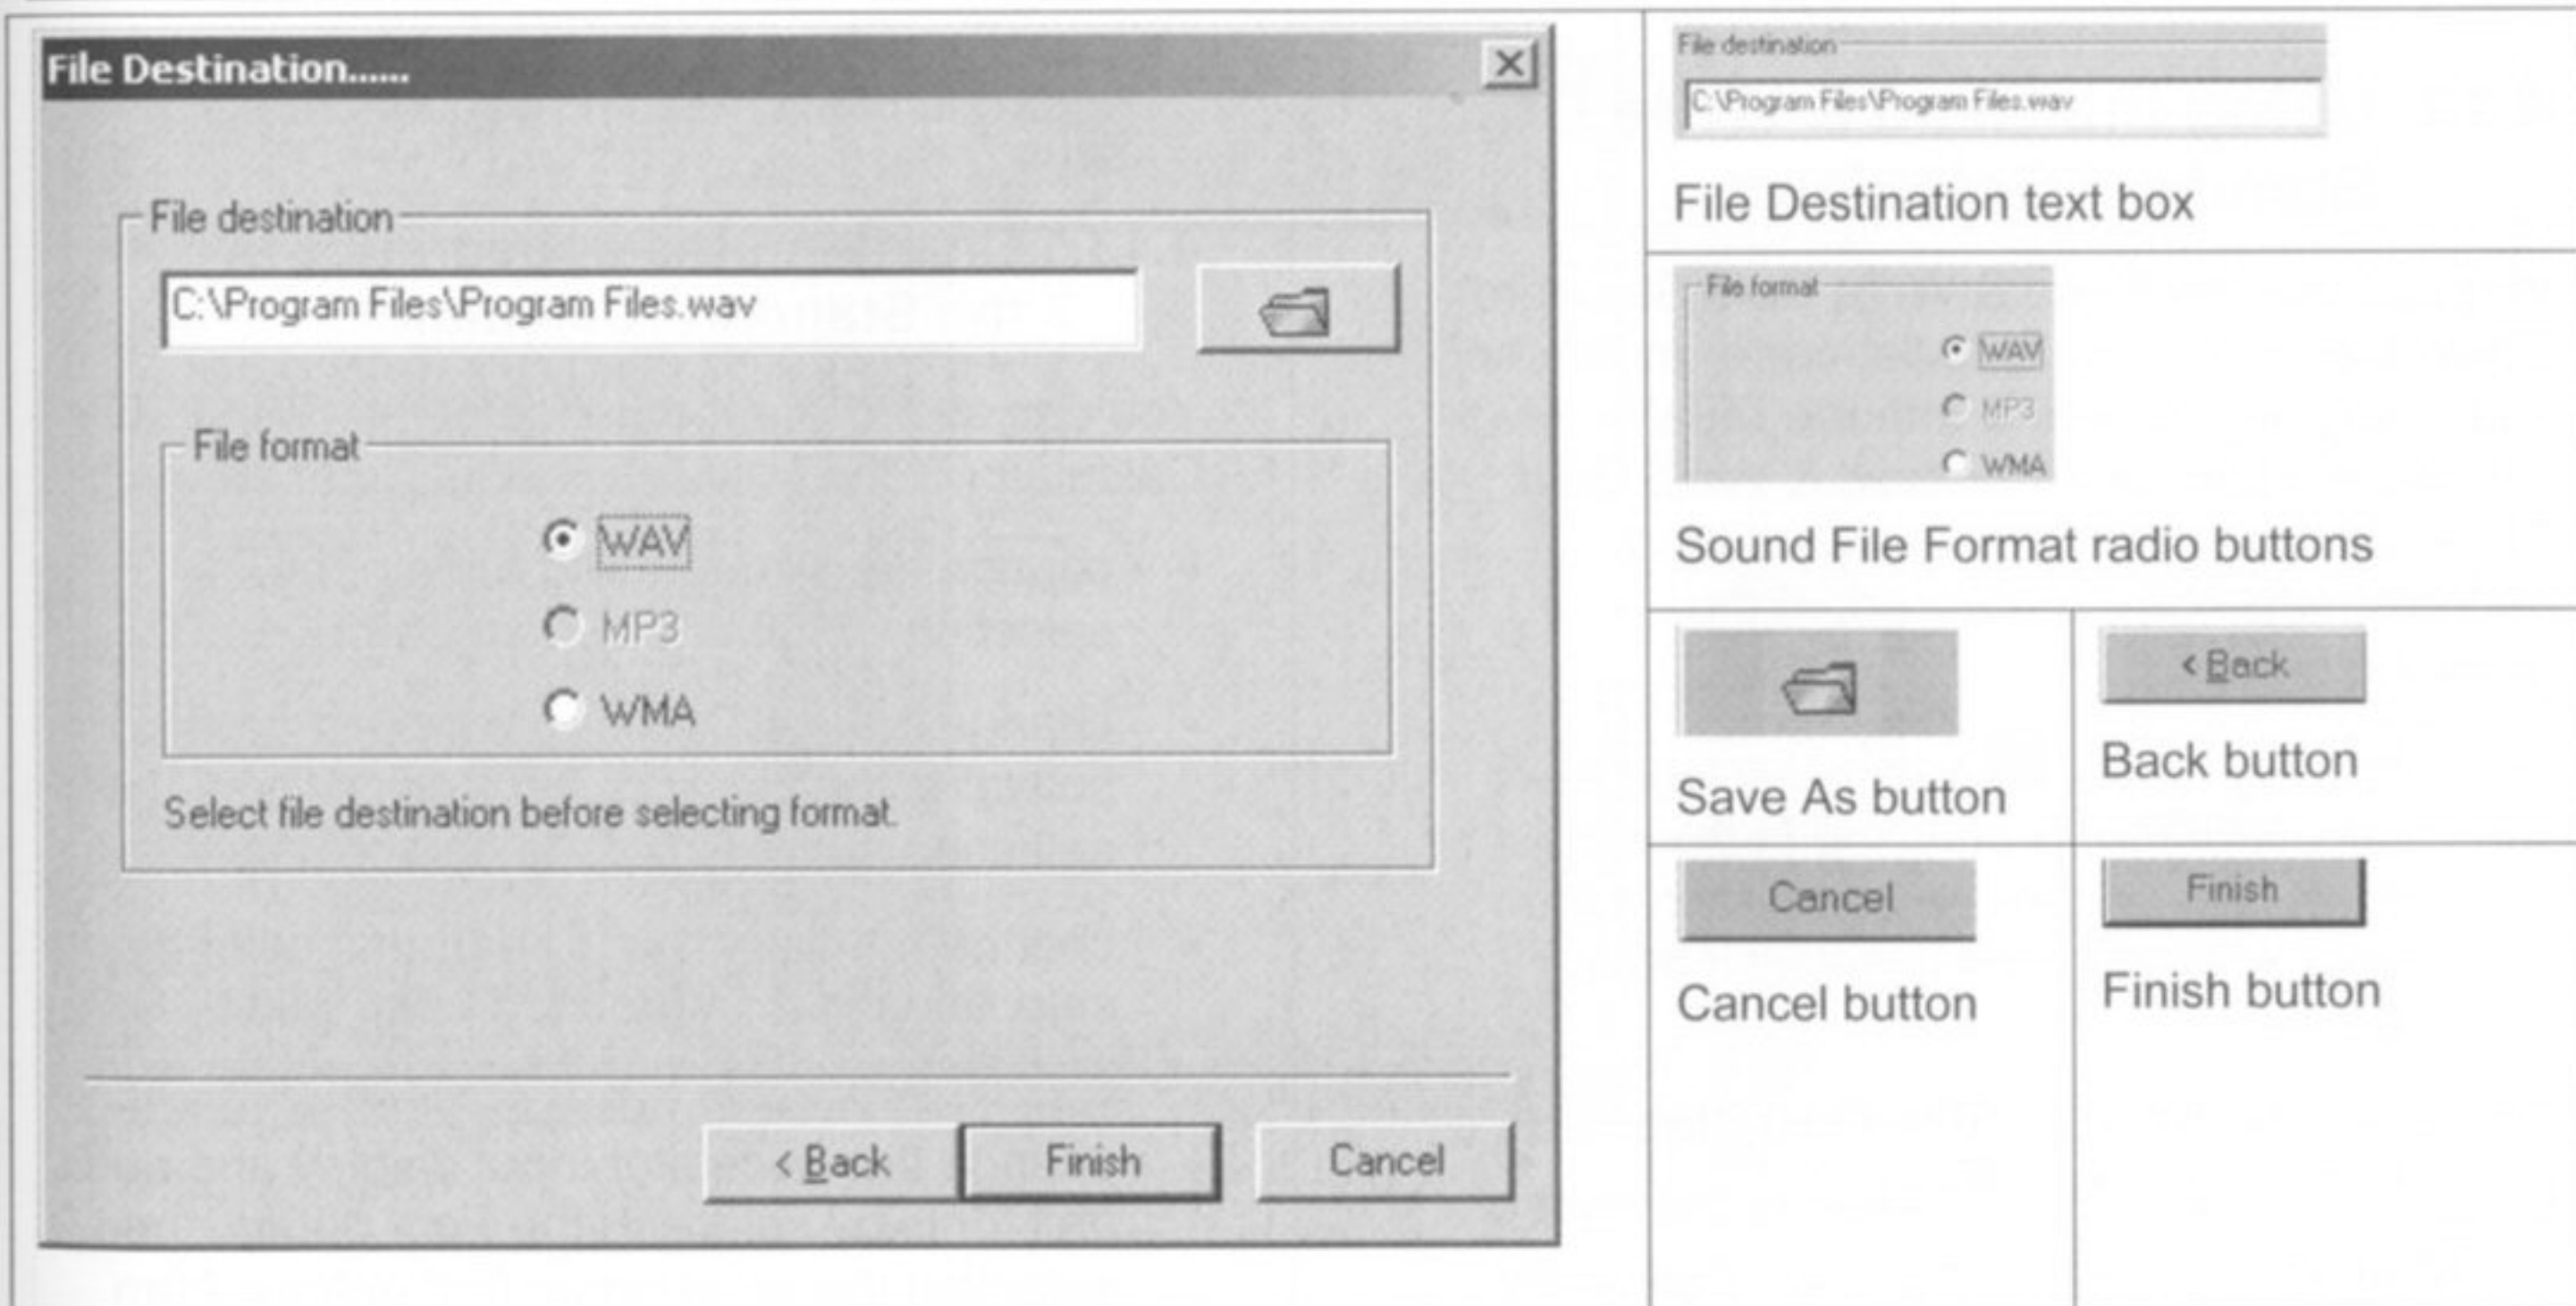 File Destination......
File destination
C:\Program Files\Program Files.wav
File format
WAV
MP3
WMA
Select file destination before selecting format.
< Back
Finish
Cancel
File destination
C:\Program Files\Program Files.wav
File Destination text box
File format
WAV
MP3
WMA
Sound File Format radio buttons
Save As button
< Back
Back button
Cancel
Cancel button
Finish
Finish button